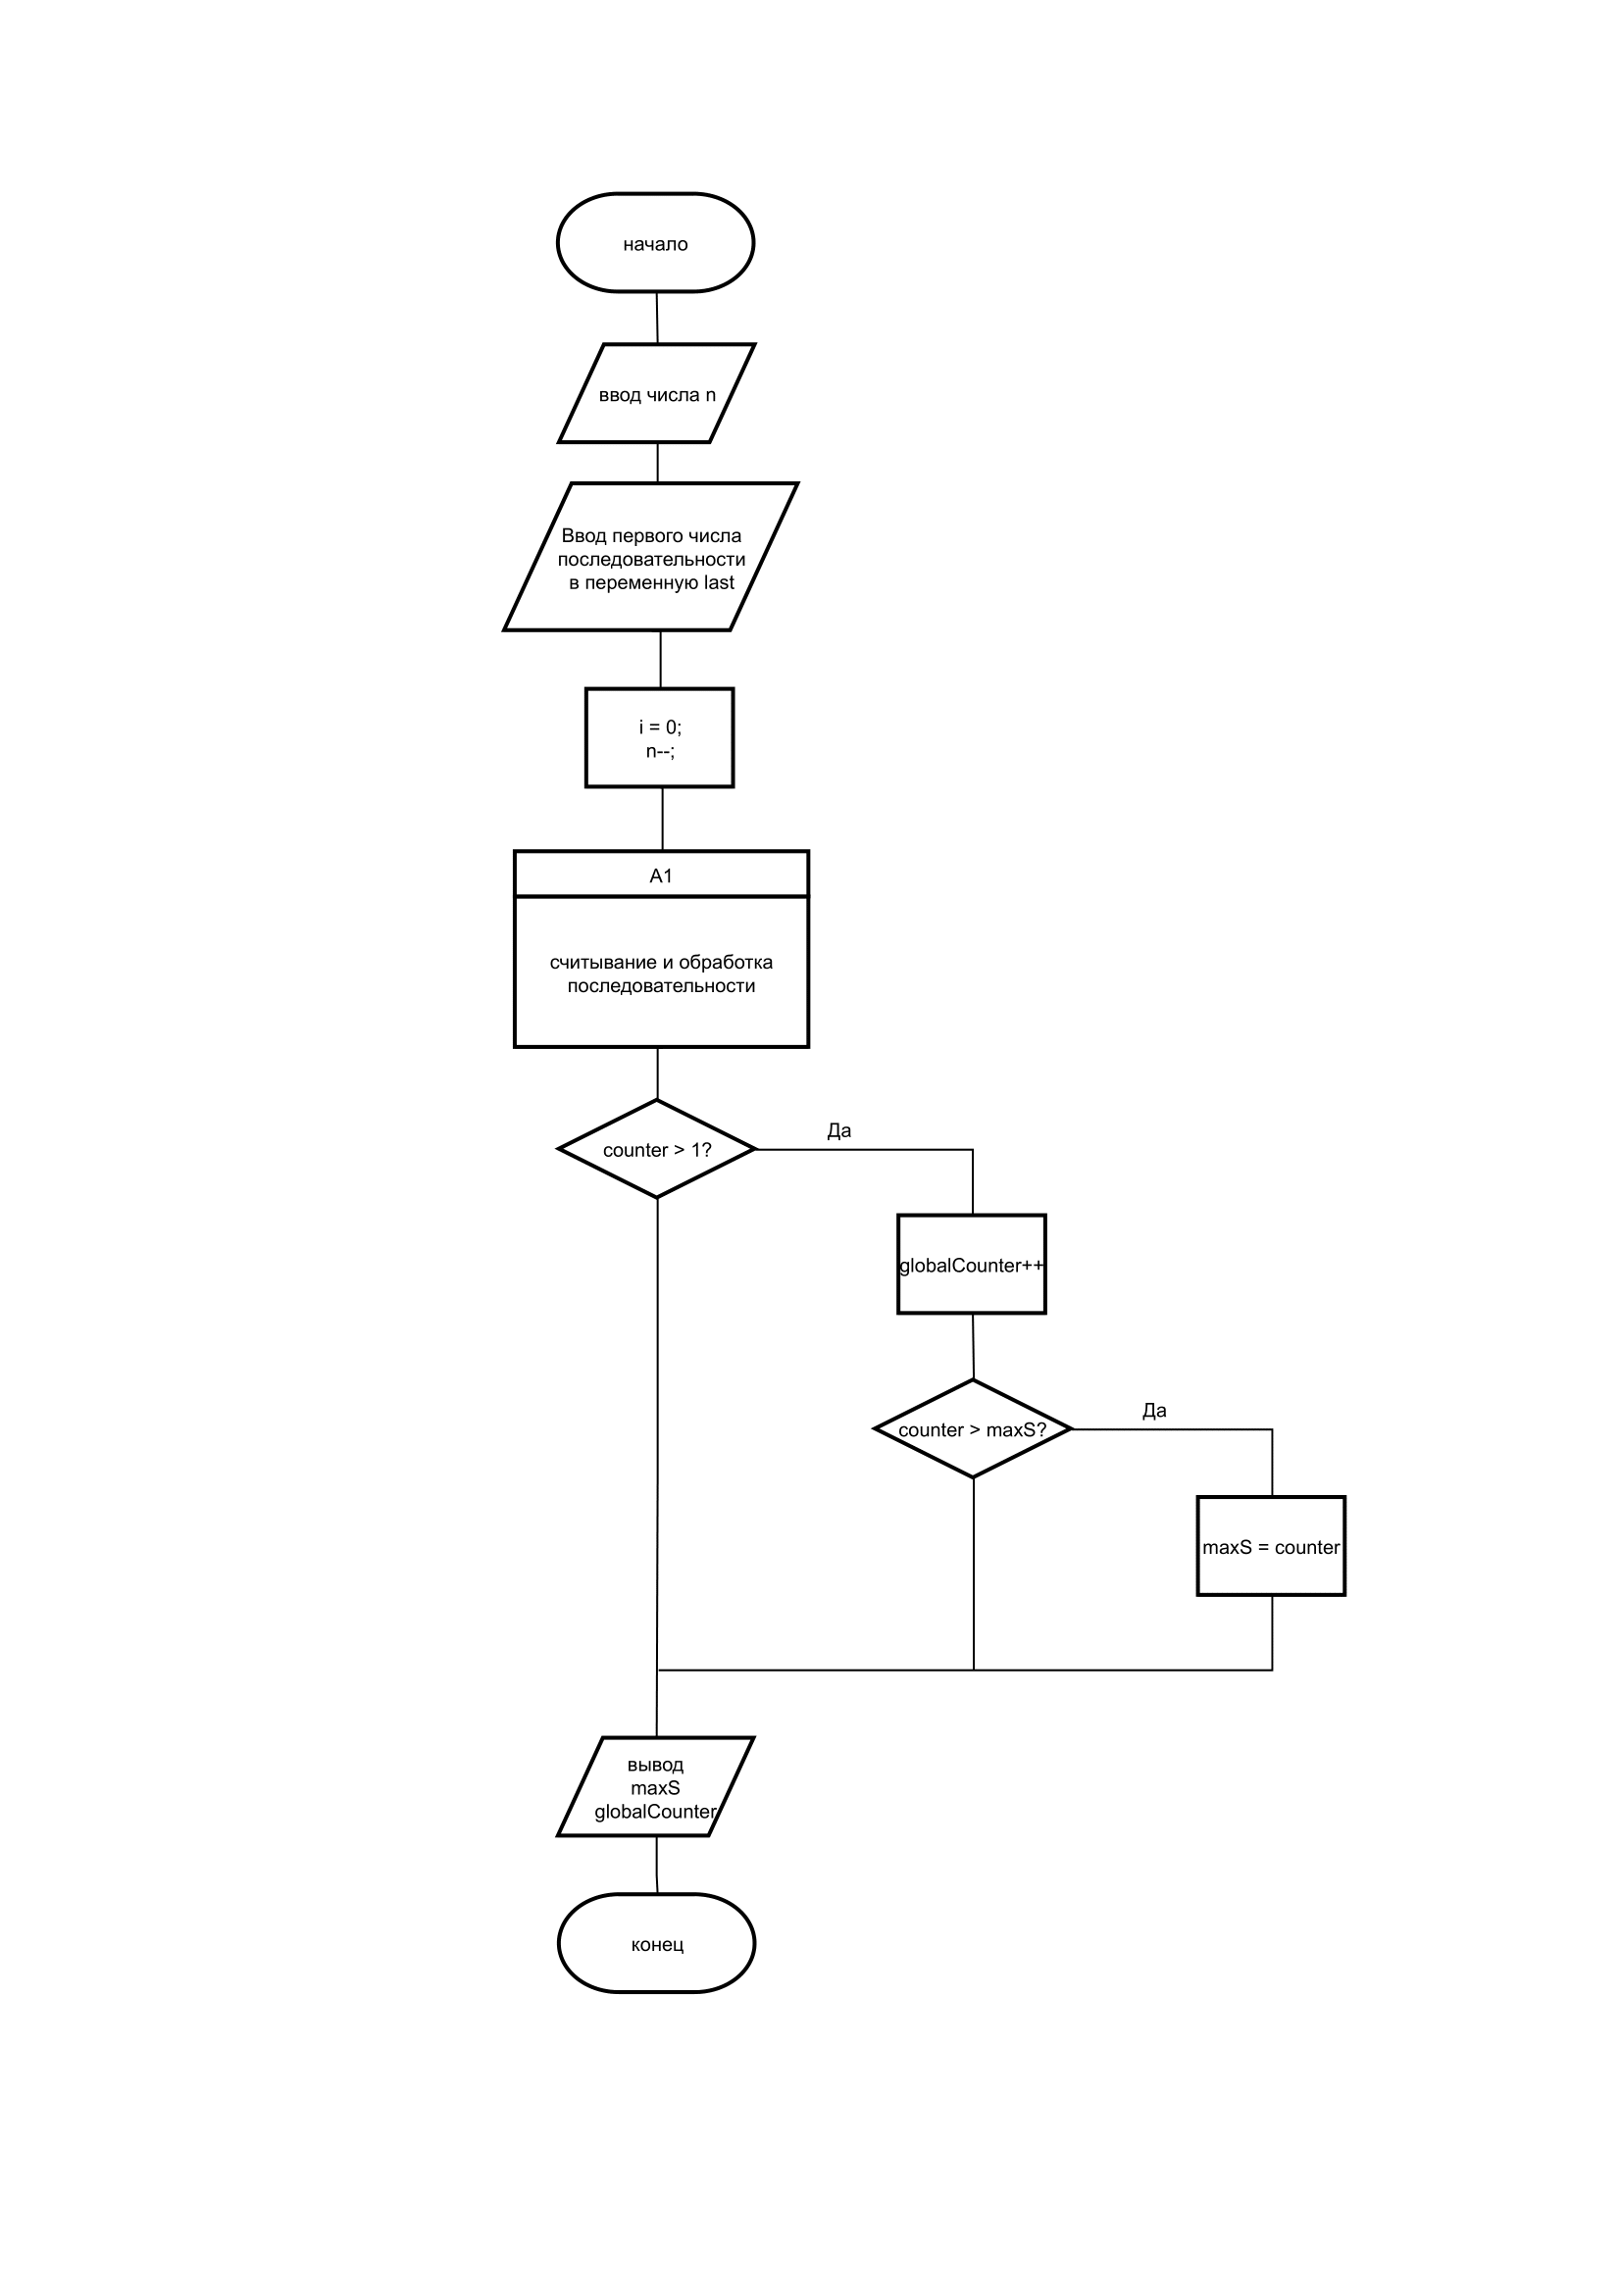 начало
ввод числа n
Ввод первого числа
последовательности
в переменную last
i = 0;
n--;
А1
считывание и обработка
последовательности
counter > 1?
Да
globalCounter++
counter > maxS?
Да
maxS = counter
вывод
maxS
globalCounter
конец